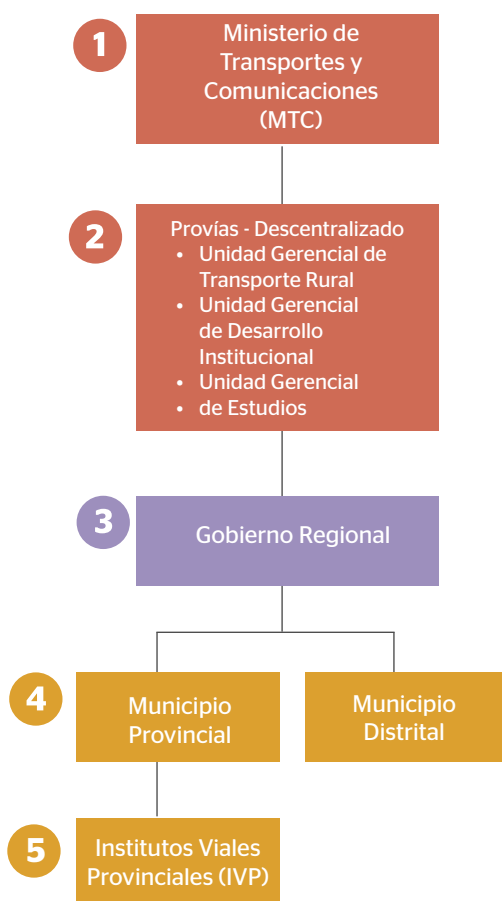 1
Ministerio de
Transportes y
Comunicaciones
(MTC)
2
Provías - Descentralizado
• Unidad Gerencial de
Transporte Rural
• Unidad Gerencial
de Desarrollo
Institucional
• Unidad Gerencial
• de Estudios
3
Gobierno Regional
4
Municipio
Provincial
Municipio
Distrital
5
Institutos Viales
Provinciales (IVP)